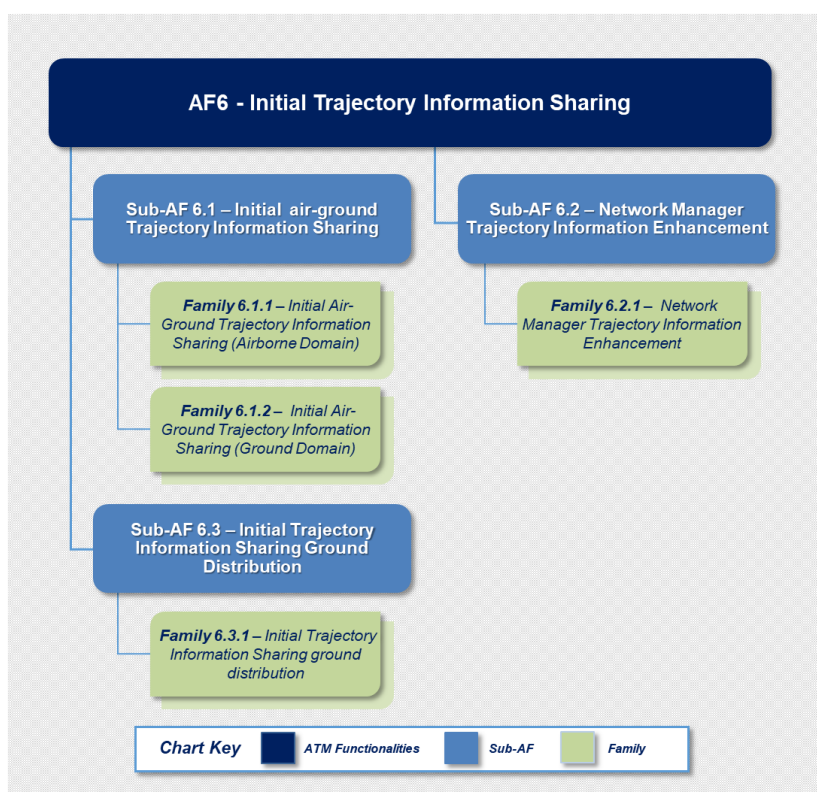 AF6 - Initial Trajectory Information Sharing
Sub-AF 6.1 – Initial air-ground
Trajectory Information Sharing
Sub-AF 6.2 – Network Manager
Trajectory Information Enhancement
Family 6.1.1 – Initial Air-
Ground Trajectory Information
Sharing (Airborne Domain)
Family 6.2.1 – Network
Manager Trajectory Information
Enhancement
Family 6.1.2 – Initial Air-
Ground Trajectory Information
Sharing (Ground Domain)
Sub-AF 6.3 – Initial Trajectory
Information Sharing Ground
Distribution
Family 6.3.1 – Initial Trajectory
Information Sharing ground
distribution
Chart Key ATM Functionalities Sub-AF Family